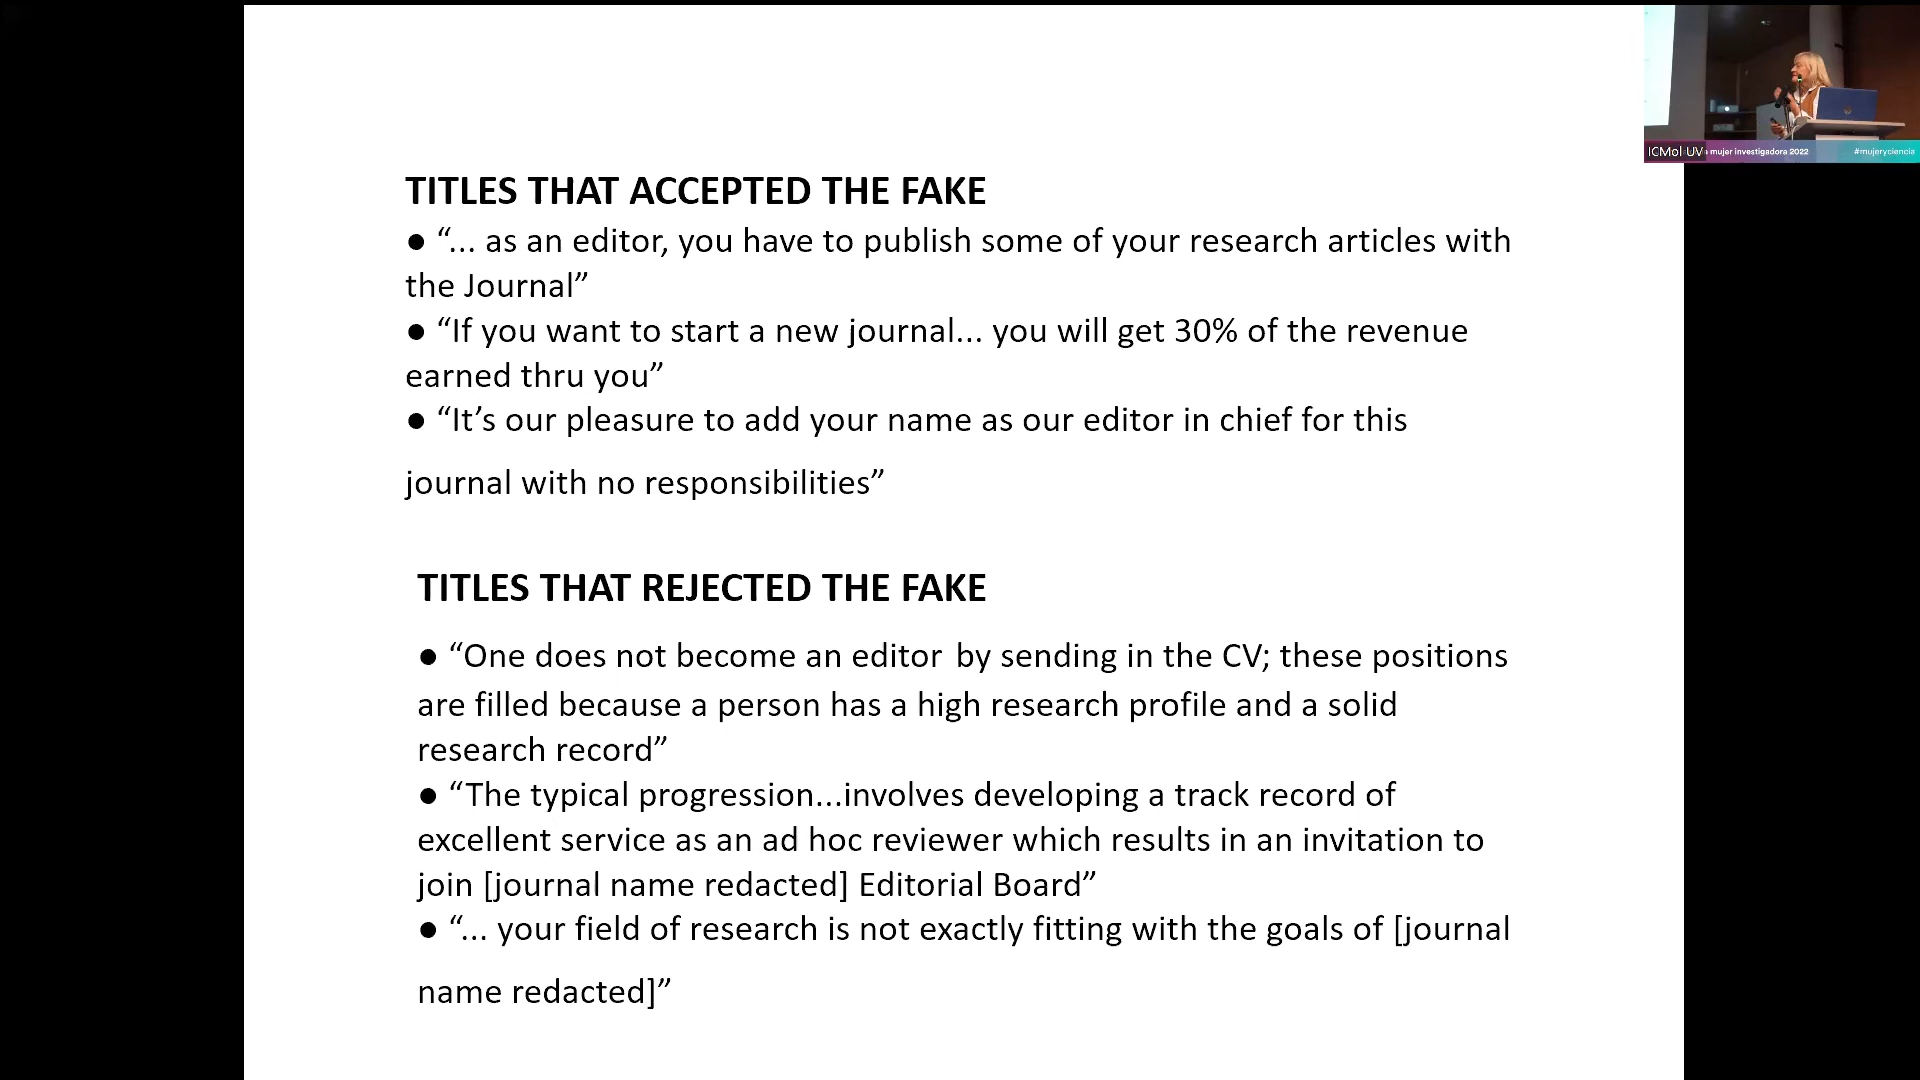 TITLES THAT ACCEPTED THE FAKE
● “... as an editor, you have to publish some of your research articles with
the Journal”
● “If you want to start a new journal... you will get 30% of the revenue
earned thru you”
● “It’s our pleasure to add your name as our editor in chief for this
journal with no responsibilities”
TITLES THAT REJECTED THE FAKE
● “One does not become an editor by sending in the CV; these positions
are filled because a person has a high research profile and a solid
research record”
● “The typical progression...involves developing a track record of
excellent service as an ad hoc reviewer which results in an invitation to
join [journal name redacted] Editorial Board”
● “... your field of research is not exactly fitting with the goals of [journal
name redacted]”
ICMol UV mujer investigadora 2022 #mujeryciencia